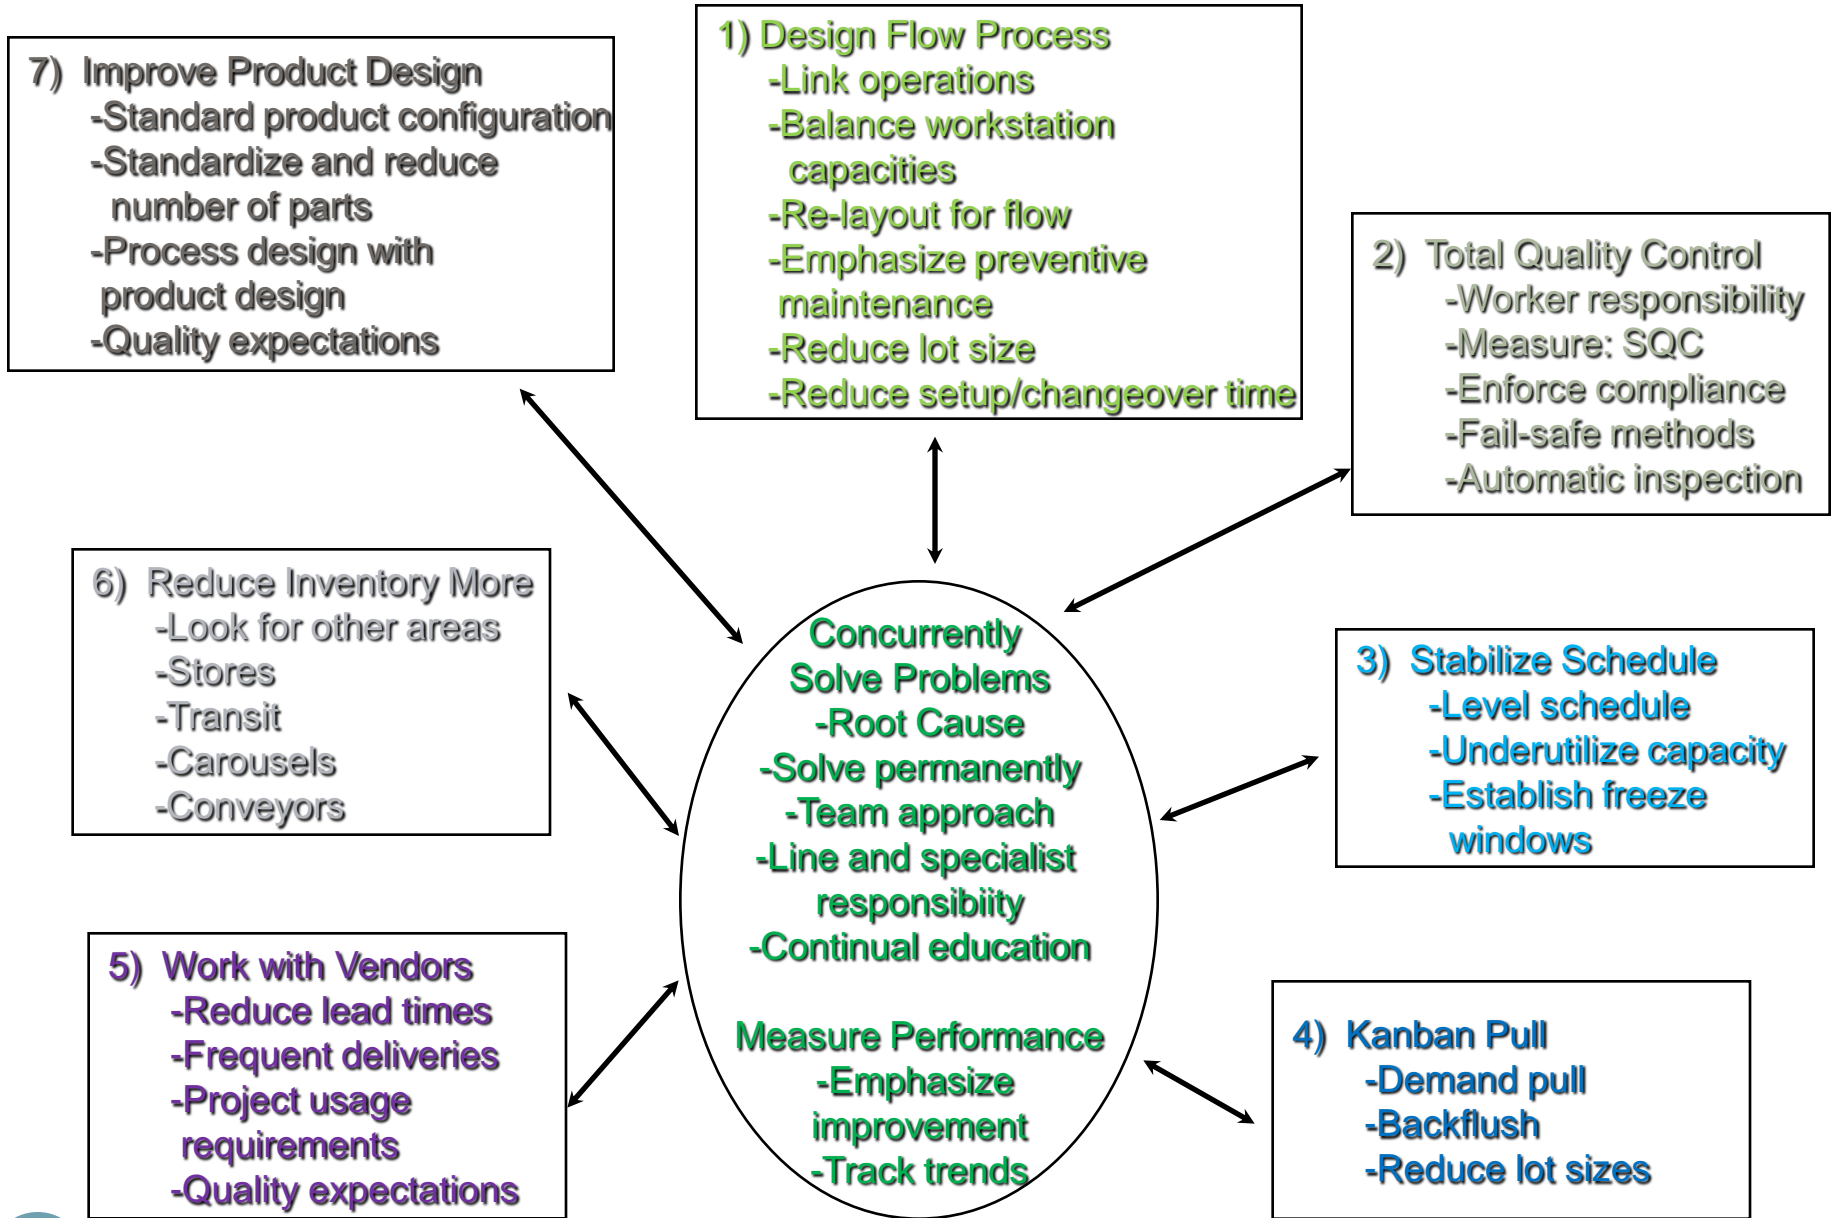 1) Design Flow Process
-Link operations
-Balance workstation
capacities
-Re-layout for flow
-Emphasize preventive
maintenance
-Reduce lot size
-Reduce setup/changeover time
2) Total Quality Control
-Worker responsibility
-Measure: SQC
-Enforce compliance
-Fail-safe methods
-Automatic inspection
3) Stabilize Schedule
-Level schedule
-Underutilize capacity
-Establish freeze
windows
4) Kanban Pull
-Demand pull
-Backflush
-Reduce lot sizes
5) Work with Vendors
-Reduce lead times
-Frequent deliveries
-Project usage
requirements
-Quality expectations
6) Reduce Inventory More
-Look for other areas
-Stores
-Transit
-Carousels
-Conveyors
7) Improve Product Design
-Standard product configuration
-Standardize and reduce
number of parts
-Process design with
product design
-Quality expectations
Concurrently
Solve Problems
-Root Cause
-Solve permanently
-Team approach
-Line and specialist
responsibiity
-Continual education
Measure Performance
-Emphasize
improvement
-Track trends